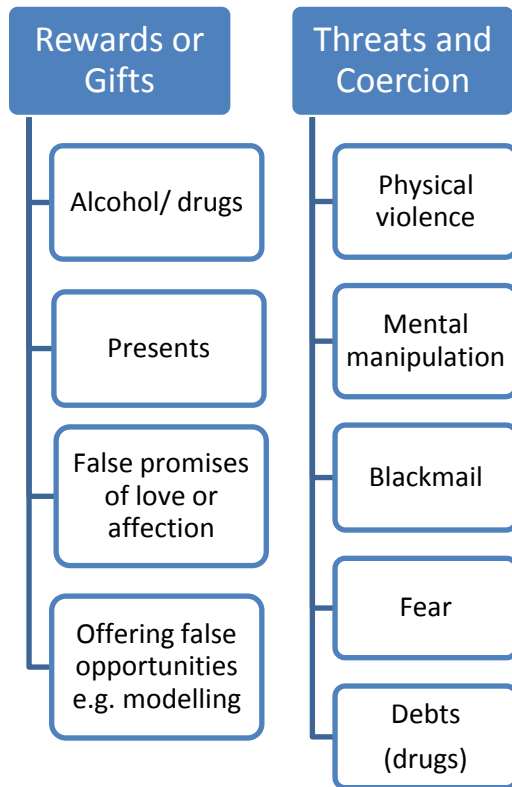 Rewards or
Gifts
Alcohol/ drugs
Presents
False promises
of love or
affection
Offering false
opportunities
e.g. modelling
Threats and
Coercion
Physical
violence
Mental
manipulation
Blackmail
Fear
Debts
(drugs)